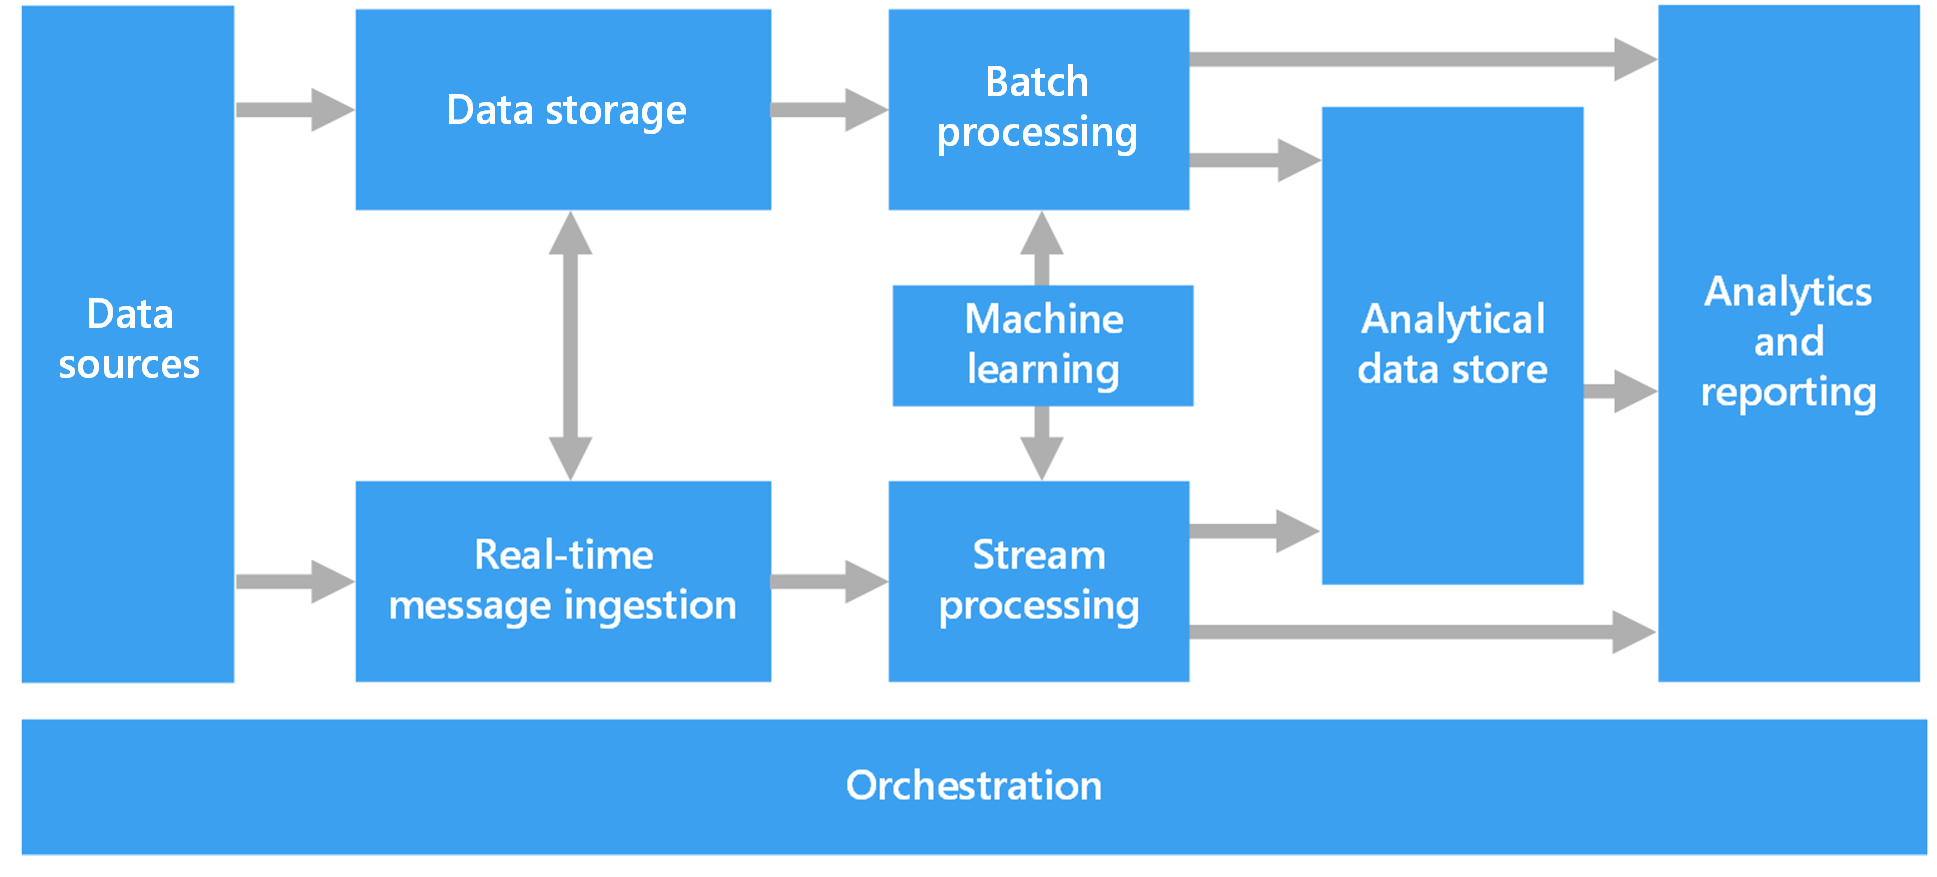 Data
sources
Data storage
Real-time
message ingestion
Batch
processing
Machine
learning
Stream
processing
Analytical
data store
Analytics
and
reporting
Orchestration